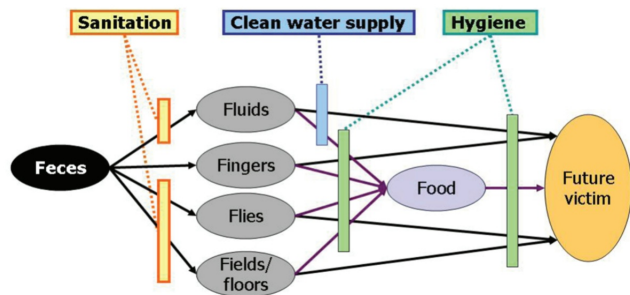 Sanitation
Clean water supply
Hygiene
Fluids
Feces
Fingers
Food
Future
victim
Flies
Fields/
floors